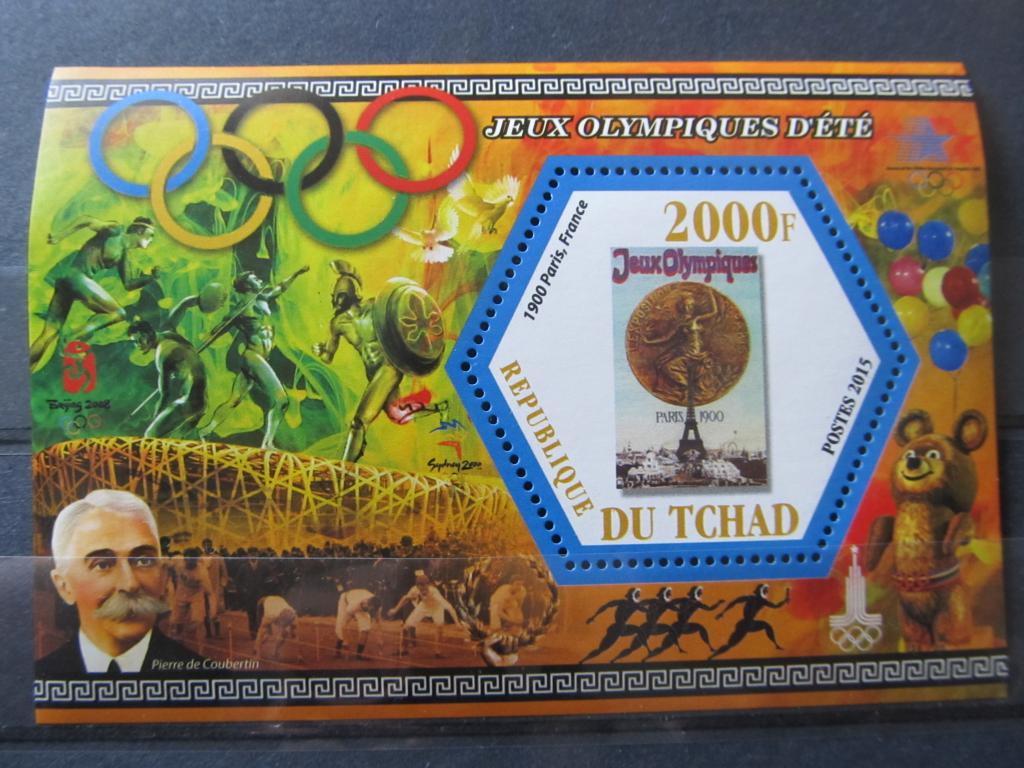 JEUX OLYMPIQUES D'ÉTÉ
1900 Paris, France
2000F
Jeux Olympiques
PARIS 1900
REPUBLIQUE
DU TCHAD
POSTES 2015
Beijing 2008
Sydney 2000
Pierre de Coubertin